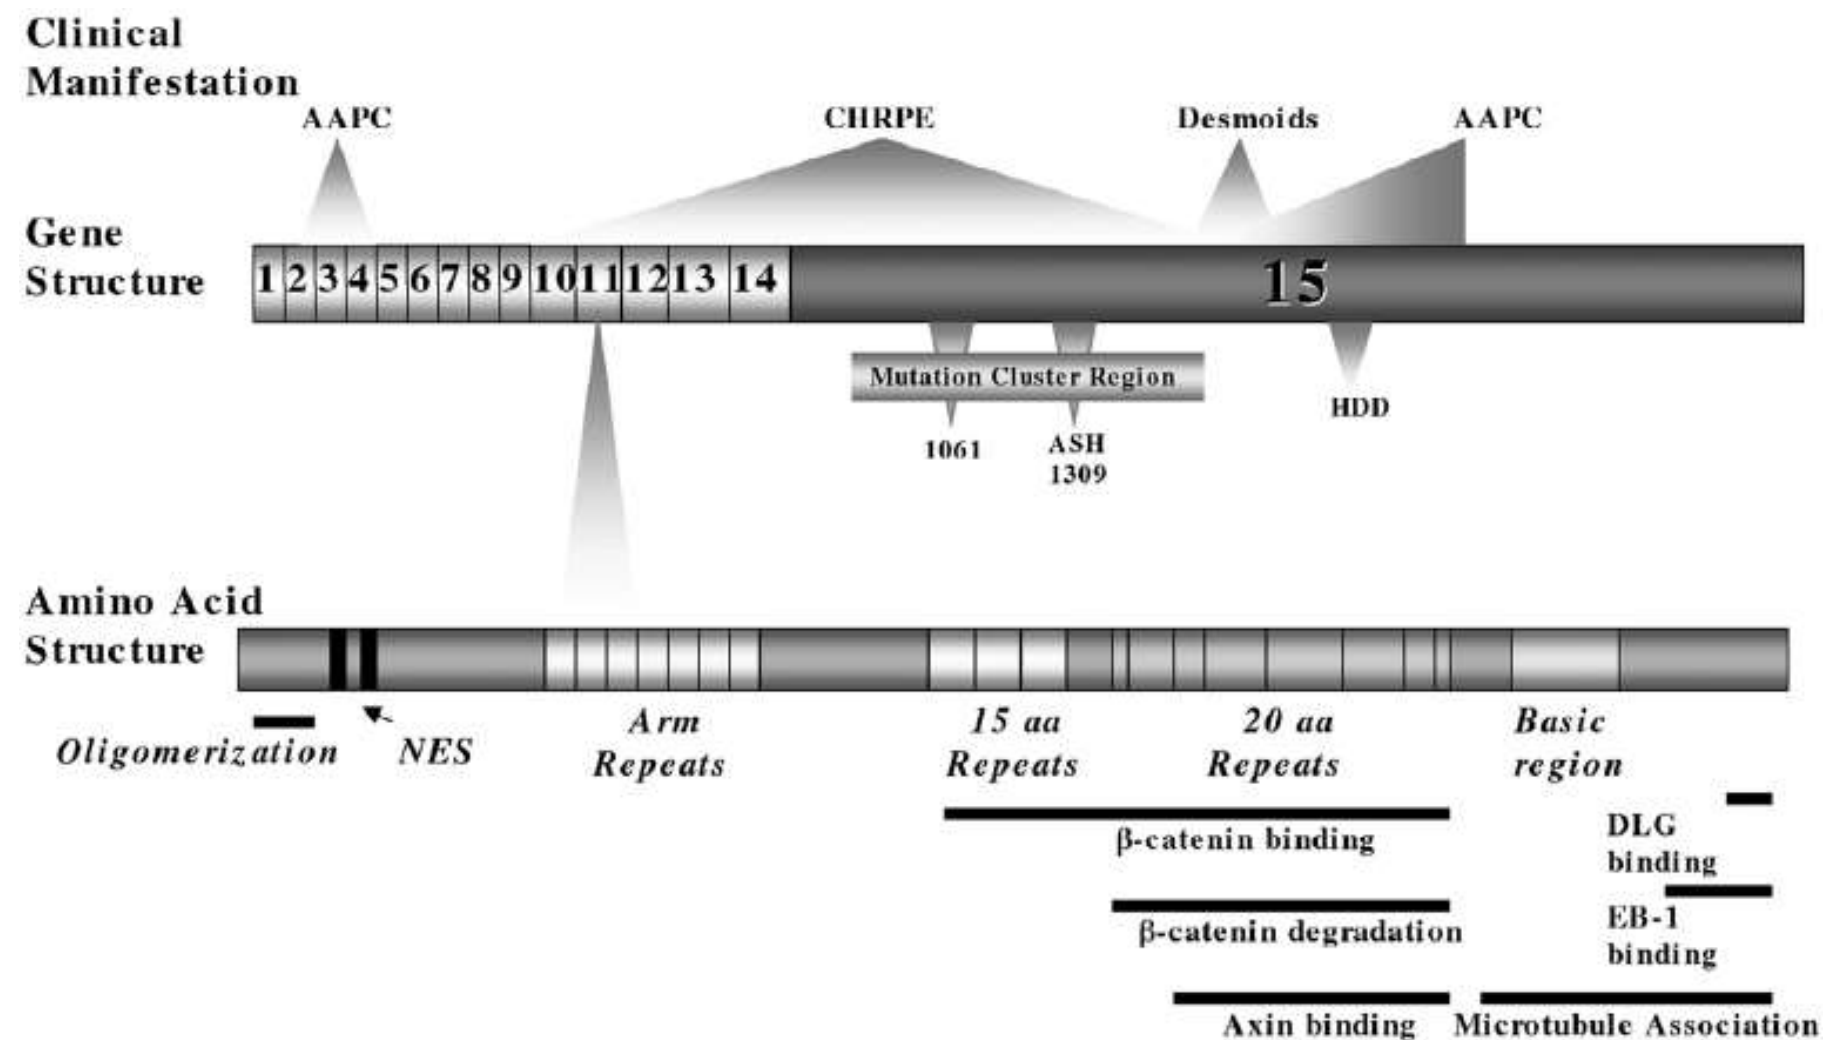 Clinical
Manifestation
AAPC
CHRPE
Desmoids
AAPC
Gene
Structure
1 2 3 4 5 6 7 8 9 10 11 12 13 14 15
Mutation Cluster Region
HDD
1061
ASH
1309
Amino Acid
Structure
Oligomerization
NES
Arm
Repeats
15 aa
Repeats
20 aa
Repeats
Basic
region
β-catenin binding
DLG
binding
β-catenin degradation
EB-1
binding
Axin binding
Microtubule Association